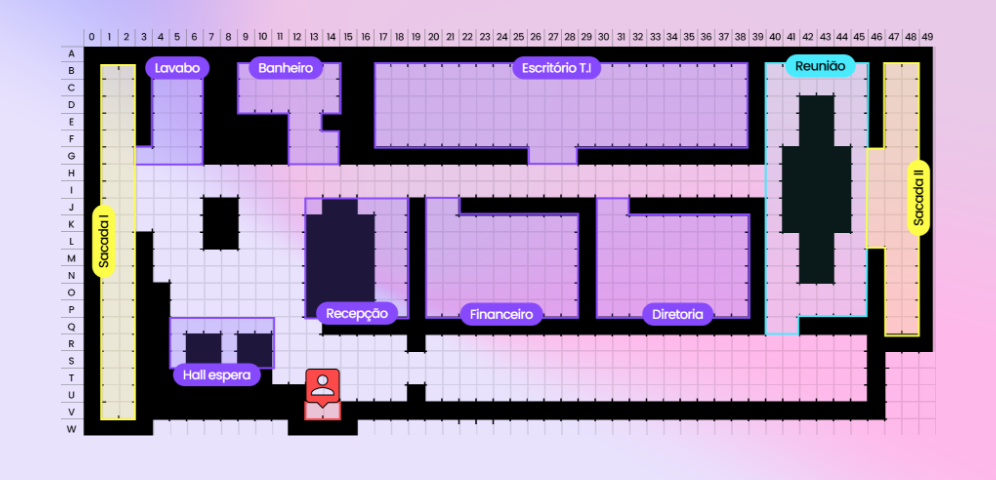 0 1 2 3 4 5 6 7 8 9 10 11 12 13 14 15 16 17 18 19 20 21 22 23 24 25 26 27 28 29 30 31 32 33 34 35 36 37 38 39 40 41 42 43 44 45 46 47 48 49
A
B
C
D
E
F
G
H
I
J
K
L
M
N
O
P
Q
R
S
T
U
V
W
Lavabo
Banheiro
Escritório T.I
Reunião
Sacada I
Sacada II
Recepção
Financeiro
Diretoria
Hall espera